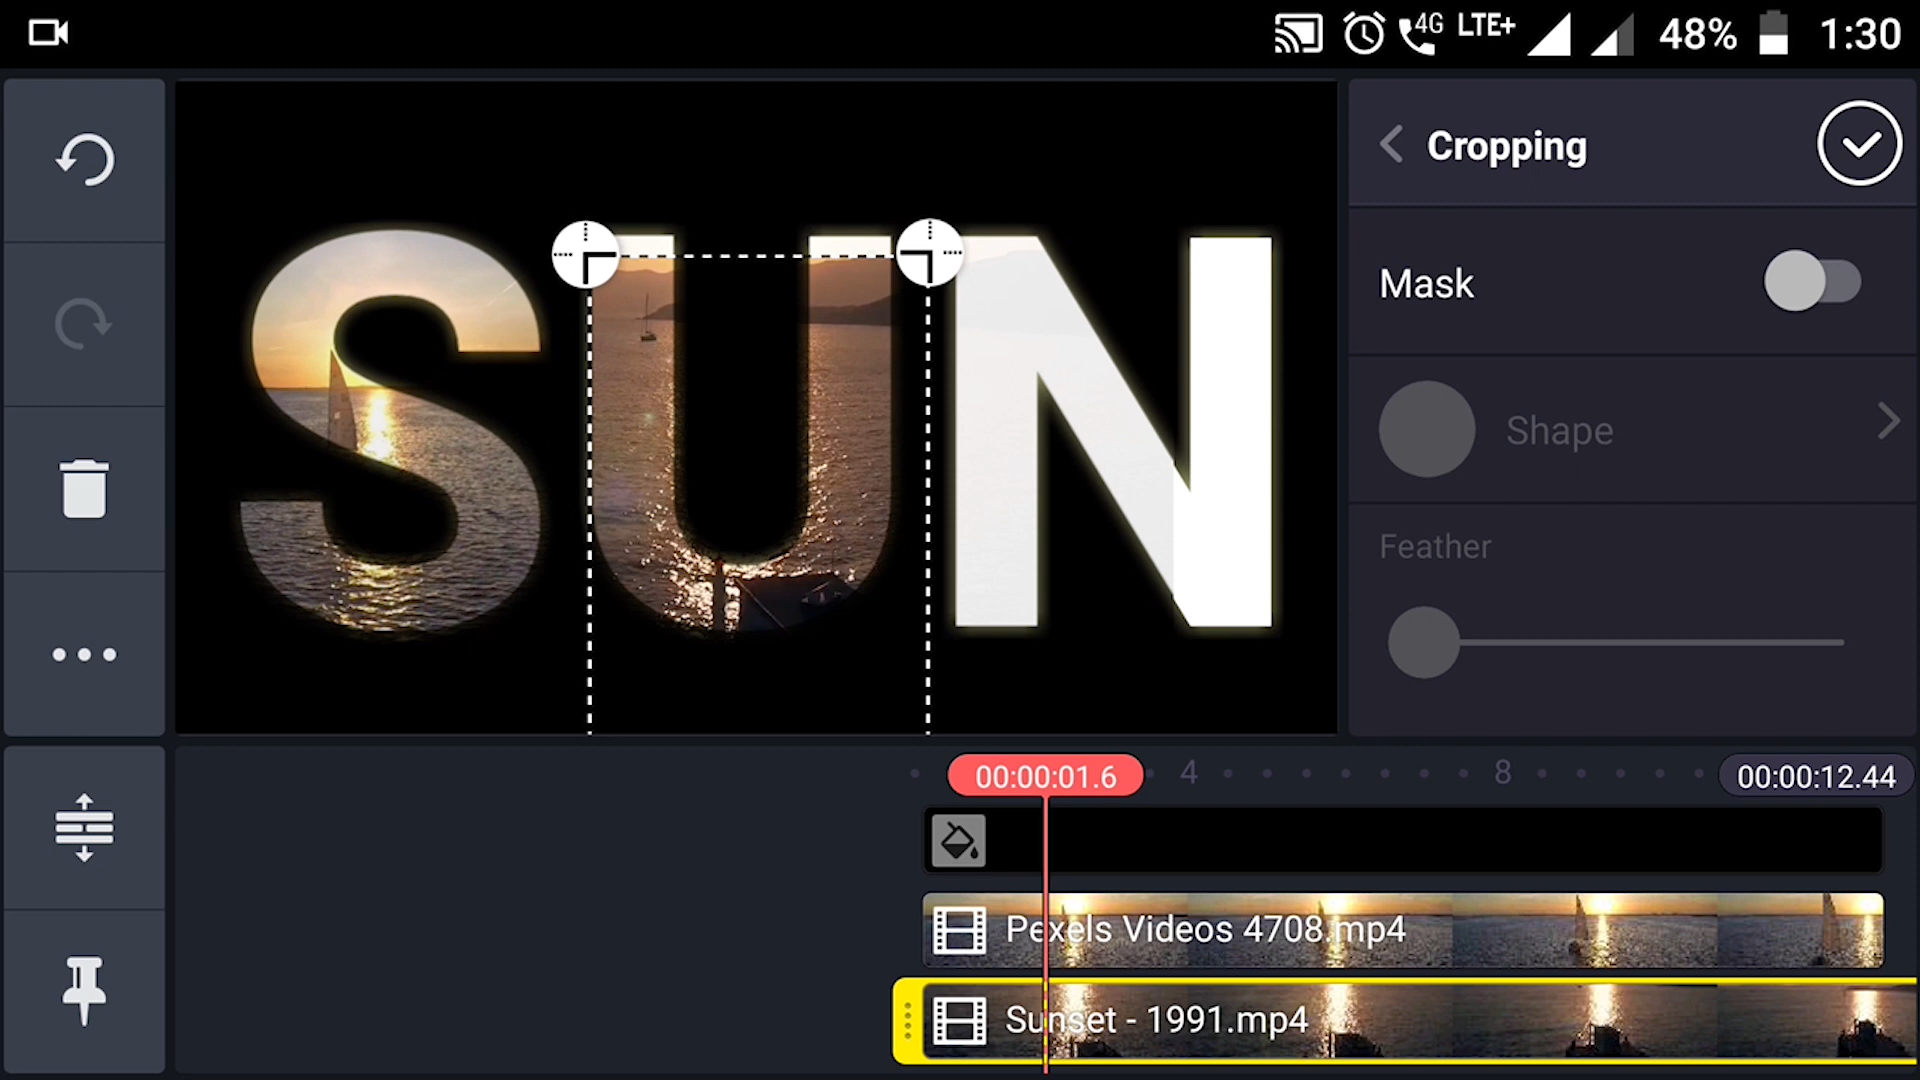 4G LTE+ 48% 1:30
Cropping
SUN
Mask
Shape
Feather
00:00:01.6 4 8 00:00:12.44
Pexels Videos 4708.mp4
Sunset - 1991.mp4